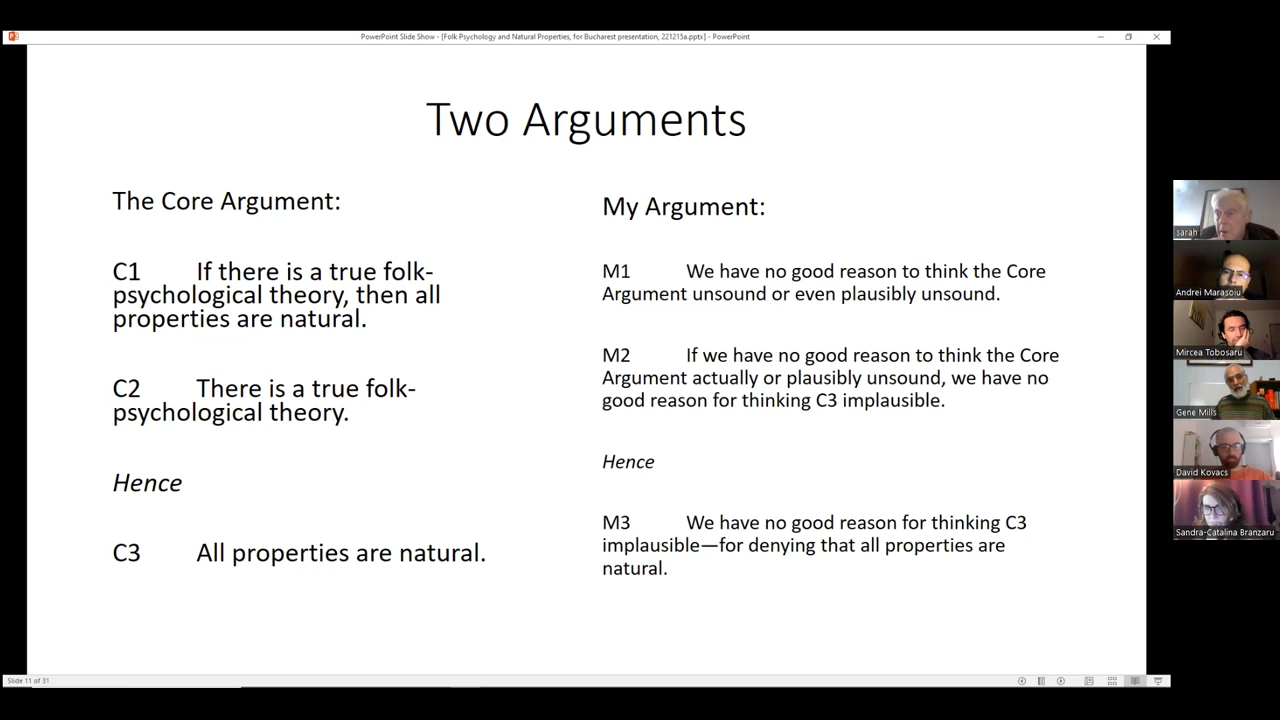 PowerPoint Slide Show - [Folk Psychology and Natural Properties, for Bucharest presentation, 221215a.pptx] - PowerPoint
Two Arguments
The Core Argument:
C1 If there is a true folk-
psychological theory, then all
properties are natural.
C2 There is a true folk-
psychological theory.
Hence
C3 All properties are natural.
My Argument:
M1 We have no good reason to think the Core
Argument unsound or even plausibly unsound.
M2 If we have no good reason to think the Core
Argument actually or plausibly unsound, we have no
good reason for thinking C3 implausible.
Hence
M3 We have no good reason for thinking C3
implausible—for denying that all properties are
natural.
sarah
Andrei Marasoiu
Mircea Tobosaru
Gene Mills
David Kovacs
Sandra-Catalina Branzaru
Slide 11 of 31